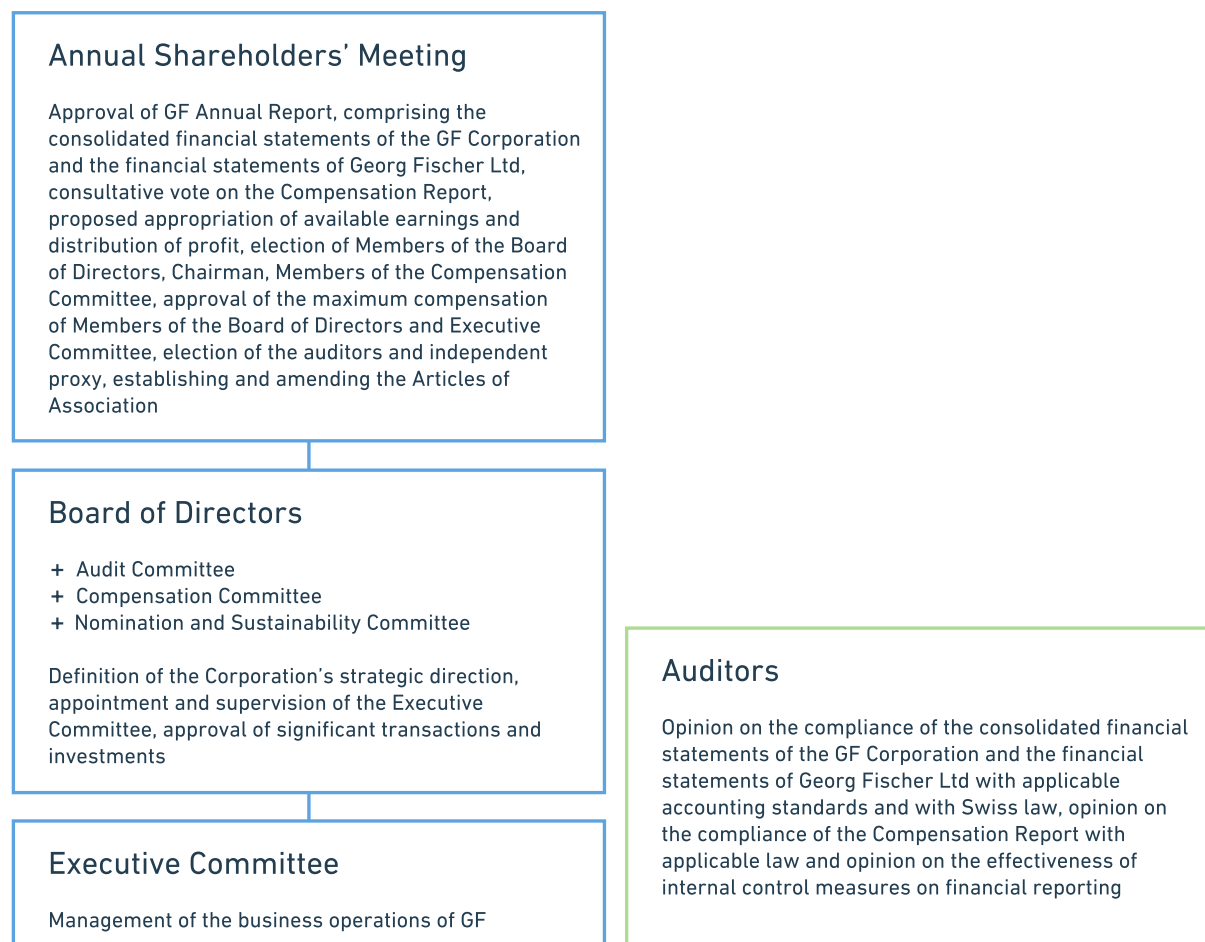 Annual Shareholders’ Meeting
Approval of GF Annual Report, comprising the
consolidated financial statements of the GF Corporation
and the financial statements of Georg Fischer Ltd,
consultative vote on the Compensation Report,
proposed appropriation of available earnings and
distribution of profit, election of Members of the Board
of Directors, Chairman, Members of the Compensation
Committee, approval of the maximum compensation
of Members of the Board of Directors and Executive
Committee, election of the auditors and independent
proxy, establishing and amending the Articles of
Association
Board of Directors
+ Audit Committee
+ Compensation Committee
+ Nomination and Sustainability Committee
Definition of the Corporation’s strategic direction,
appointment and supervision of the Executive
Committee, approval of significant transactions and
investments
Executive Committee
Management of the business operations of GF
Auditors
Opinion on the compliance of the consolidated financial
statements of the GF Corporation and the financial
statements of Georg Fischer Ltd with applicable
accounting standards and with Swiss law, opinion on
the compliance of the Compensation Report with
applicable law and opinion on the effectiveness of
internal control measures on financial reporting